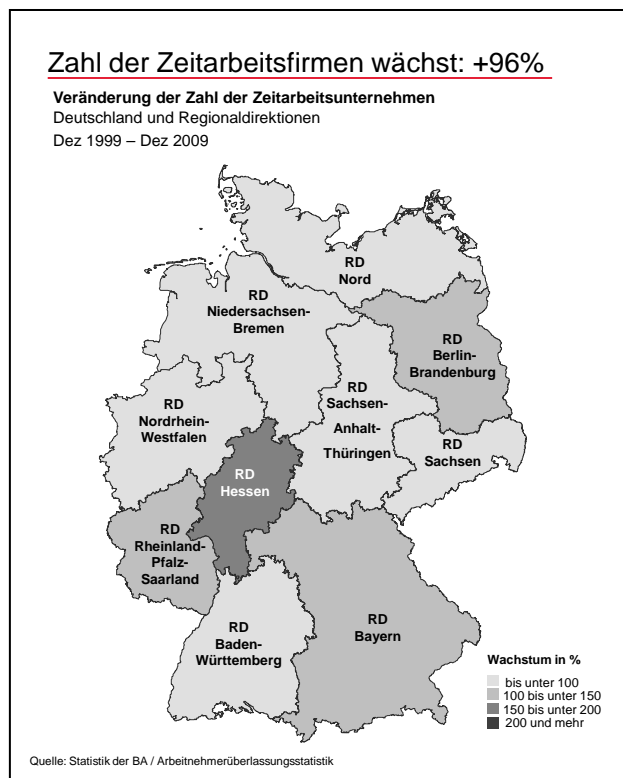 Zahl der Zeitarbeitsfirmen wächst: +96%
Veränderung der Zahl der Zeitarbeitsunternehmen
Deutschland und Regionaldirektionen
Dez 1999 – Dez 2009
RD
Nord
RD
Niedersachsen-
Bremen
RD
Berlin-
Brandenburg
RD
Sachsen-
Anhalt-
Thüringen
RD
Nordrhein-
Westfalen
RD
Sachsen
RD
Hessen
RD
Rheinland-
Pfalz-
Saarland
RD
Baden-
Württemberg
RD
Bayern
Wachstum in %
bis unter 100
100 bis unter 150
150 bis unter 200
200 und mehr
Quelle: Statistik der BA / Arbeitnehmerüberlassungsstatistik